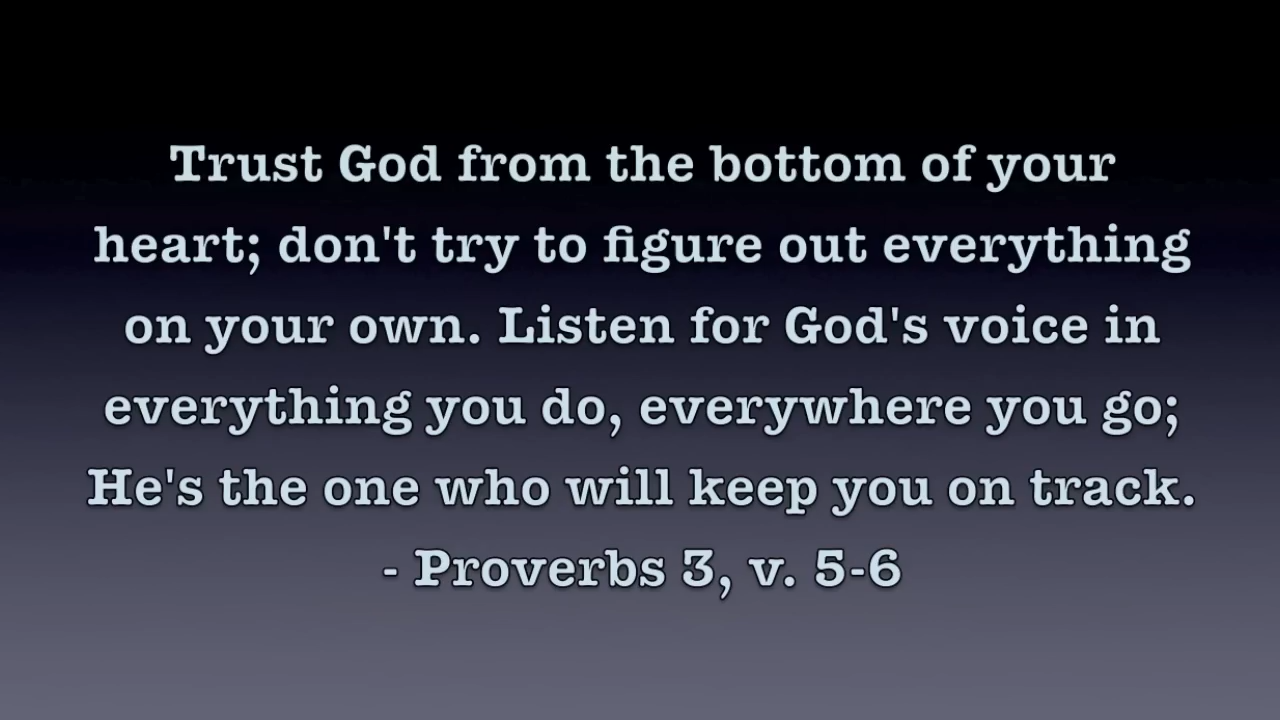 Trust God from the bottom of your
heart; don't try to figure out everything
on your own. Listen for God's voice in
everything you do, everywhere you go;
He's the one who will keep you on track.
- Proverbs 3, v. 5-6